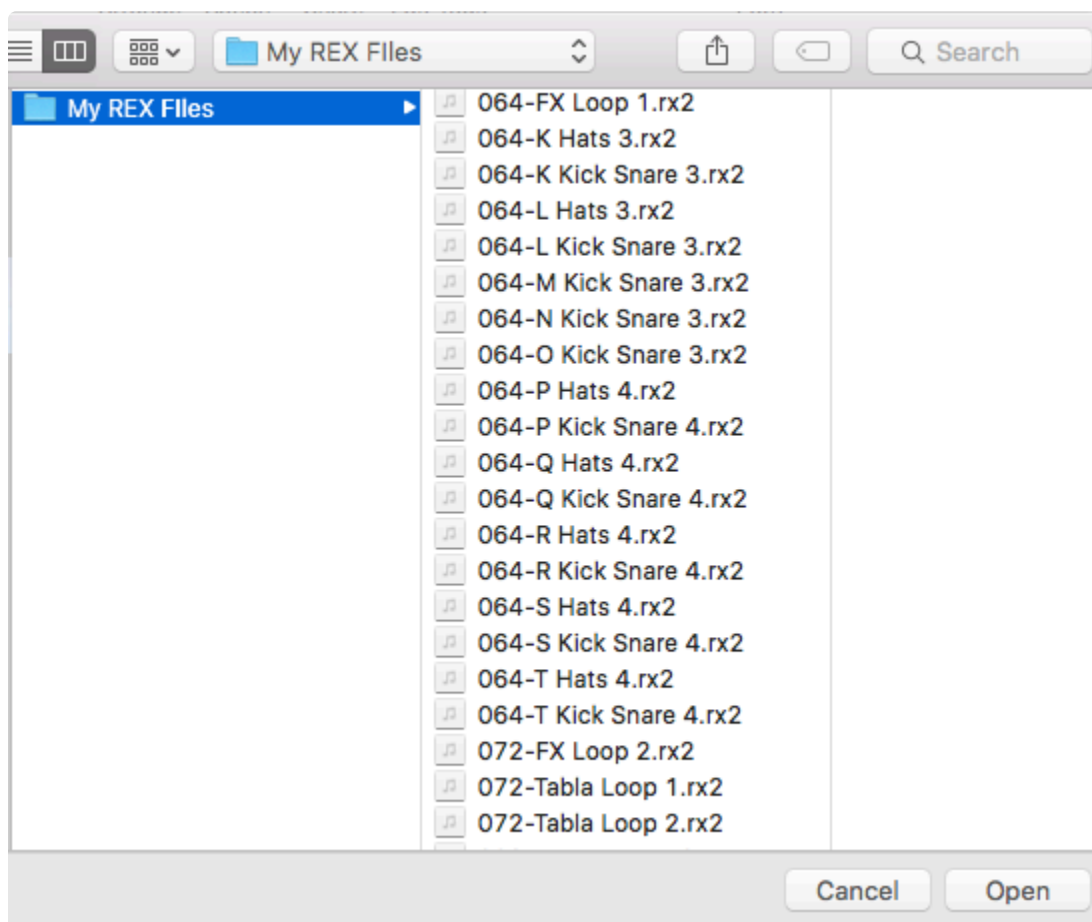 My REX FIles
Search
My REX FIles
064-FX Loop 1.rx2
064-K Hats 3.rx2
064-K Kick Snare 3.rx2
064-L Hats 3.rx2
064-L Kick Snare 3.rx2
064-M Kick Snare 3.rx2
064-N Kick Snare 3.rx2
064-O Kick Snare 3.rx2
064-P Hats 4.rx2
064-P Kick Snare 4.rx2
064-Q Hats 4.rx2
064-Q Kick Snare 4.rx2
064-R Hats 4.rx2
064-R Kick Snare 4.rx2
064-S Hats 4.rx2
064-S Kick Snare 4.rx2
064-T Hats 4.rx2
064-T Kick Snare 4.rx2
072-FX Loop 2.rx2
072-Tabla Loop 1.rx2
072-Tabla Loop 2.rx2
Cancel
Open